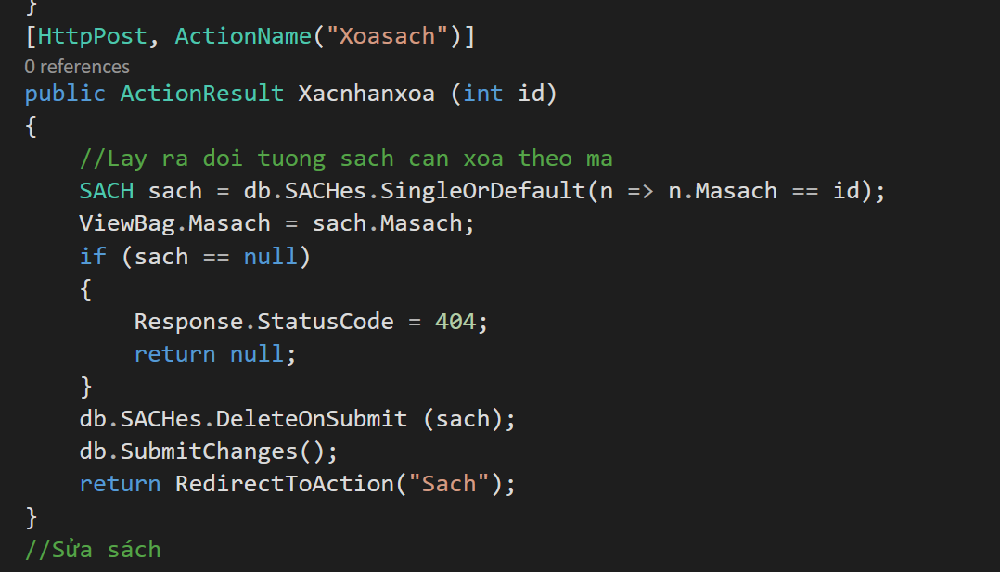 }
[HttpPost, ActionName("Xoasach")]
0 references
public ActionResult Xacnhanxoa (int id)
{
//Lay ra doi tuong sach can xoa theo ma
SACH sach = db.SACHes.SingleOrDefault(n => n.Masach == id);
ViewBag.Masach = sach.Masach;
if (sach == null)
{
Response.StatusCode = 404;
return null;
}
db.SACHes.DeleteOnSubmit (sach);
db.SubmitChanges();
return RedirectToAction("Sach");
}
//Sửa sách